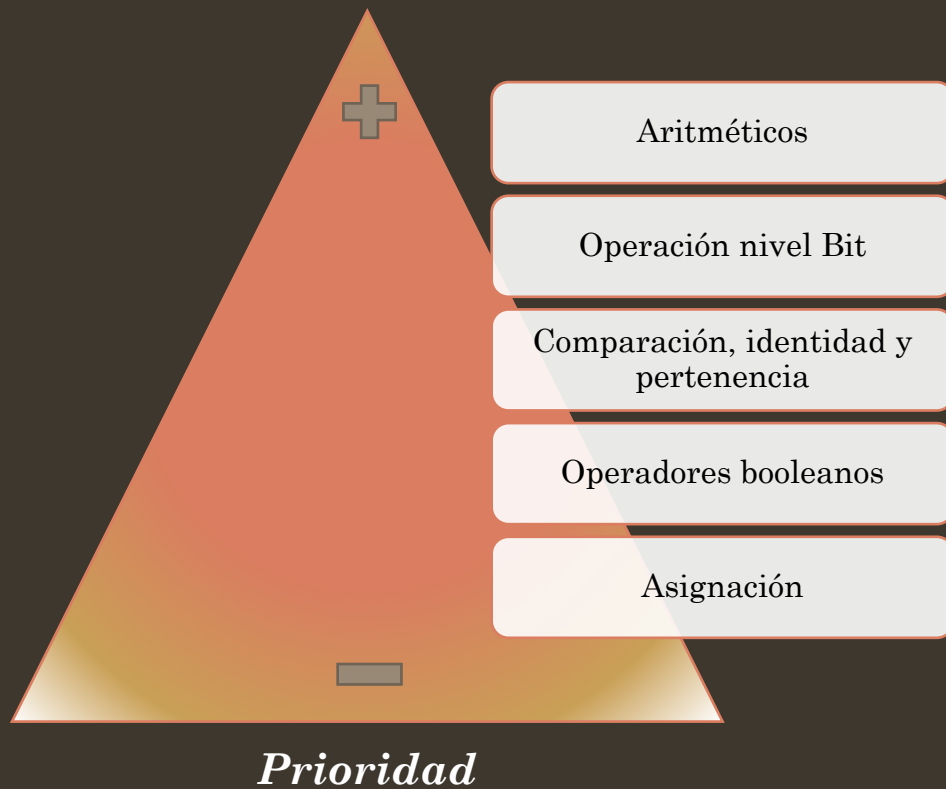 Aritméticos
Operación nivel Bit
Comparación, identidad y
pertenencia
Operadores booleanos
Asignación
Prioridad